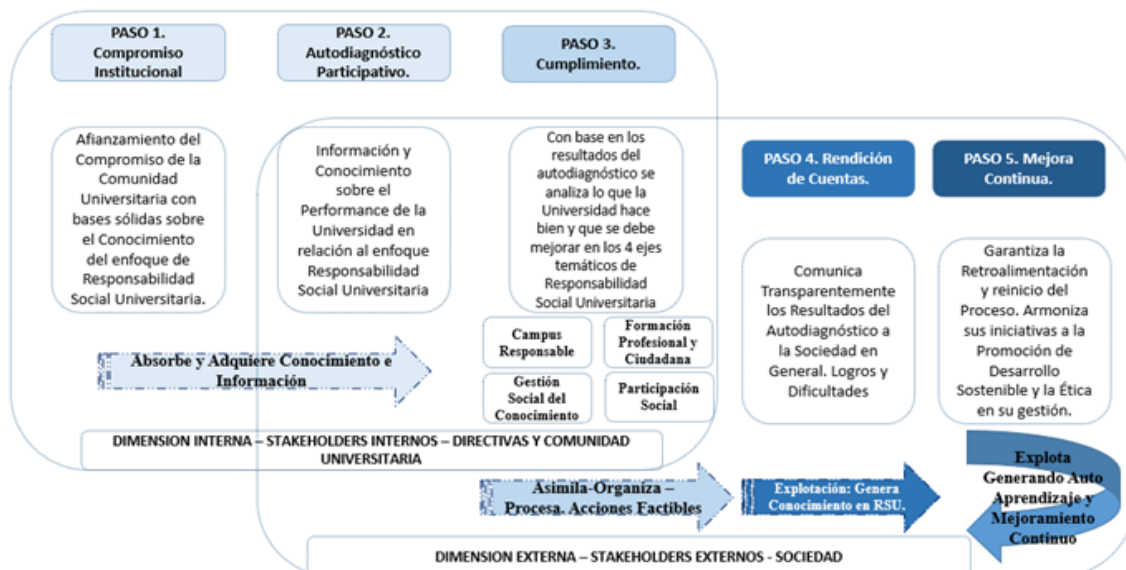 PASO 1.
Compromiso
Institucional
PASO 2.
Autodiagnóstico
Participativo.
PASO 3.
Cumplimiento.
Afianzamiento del
Compromiso de la
Comunidad
Universitaria con
bases sólidas sobre
el Conocimiento
del enfoque de
Responsabilidad
Social Universitaria.
Información y
Conocimiento
sobre el
Performance de la
Universidad en
relación al enfoque
Responsabilidad
Social Universitaria
Con base en los
resultados del
autodiagnóstico se
analiza lo que la
Universidad hace
bien y que se debe
mejorar en los 4 ejes
temáticos de
Responsabilidad
Social Universitaria
PASO 4. Rendición
de Cuentas.
PASO 5. Mejora
Continua.
Comunica
Transparentemente
los Resultados del
Autodiagnóstico a
la Sociedad en
General. Logros y
Dificultades
Garantiza la
Retroalimentación
y reinicio del
Proceso. Armoniza
sus iniciativas a la
Promoción de
Desarrollo
Sostenible y la Ética
en su gestión.
Campus
Responsable
Formación
Profesional y
Ciudadana
Gestión
Social del
Conocimiento
Participación
Social
Absorbe y Adquiere Conocimiento e
Información
DIMENSION INTERNA – STAKEHOLDERS INTERNOS – DIRECTIVAS Y COMUNIDAD
UNIVERSITARIA
Asimila-Organiza –
Procesa. Acciones Factibles
Explotación: Genera
Conocimiento en RSU.
Explota
Generando Auto
Aprendizaje y
Mejoramiento
Continuo
DIMENSION EXTERNA – STAKEHOLDERS EXTERNOS - SOCIEDAD